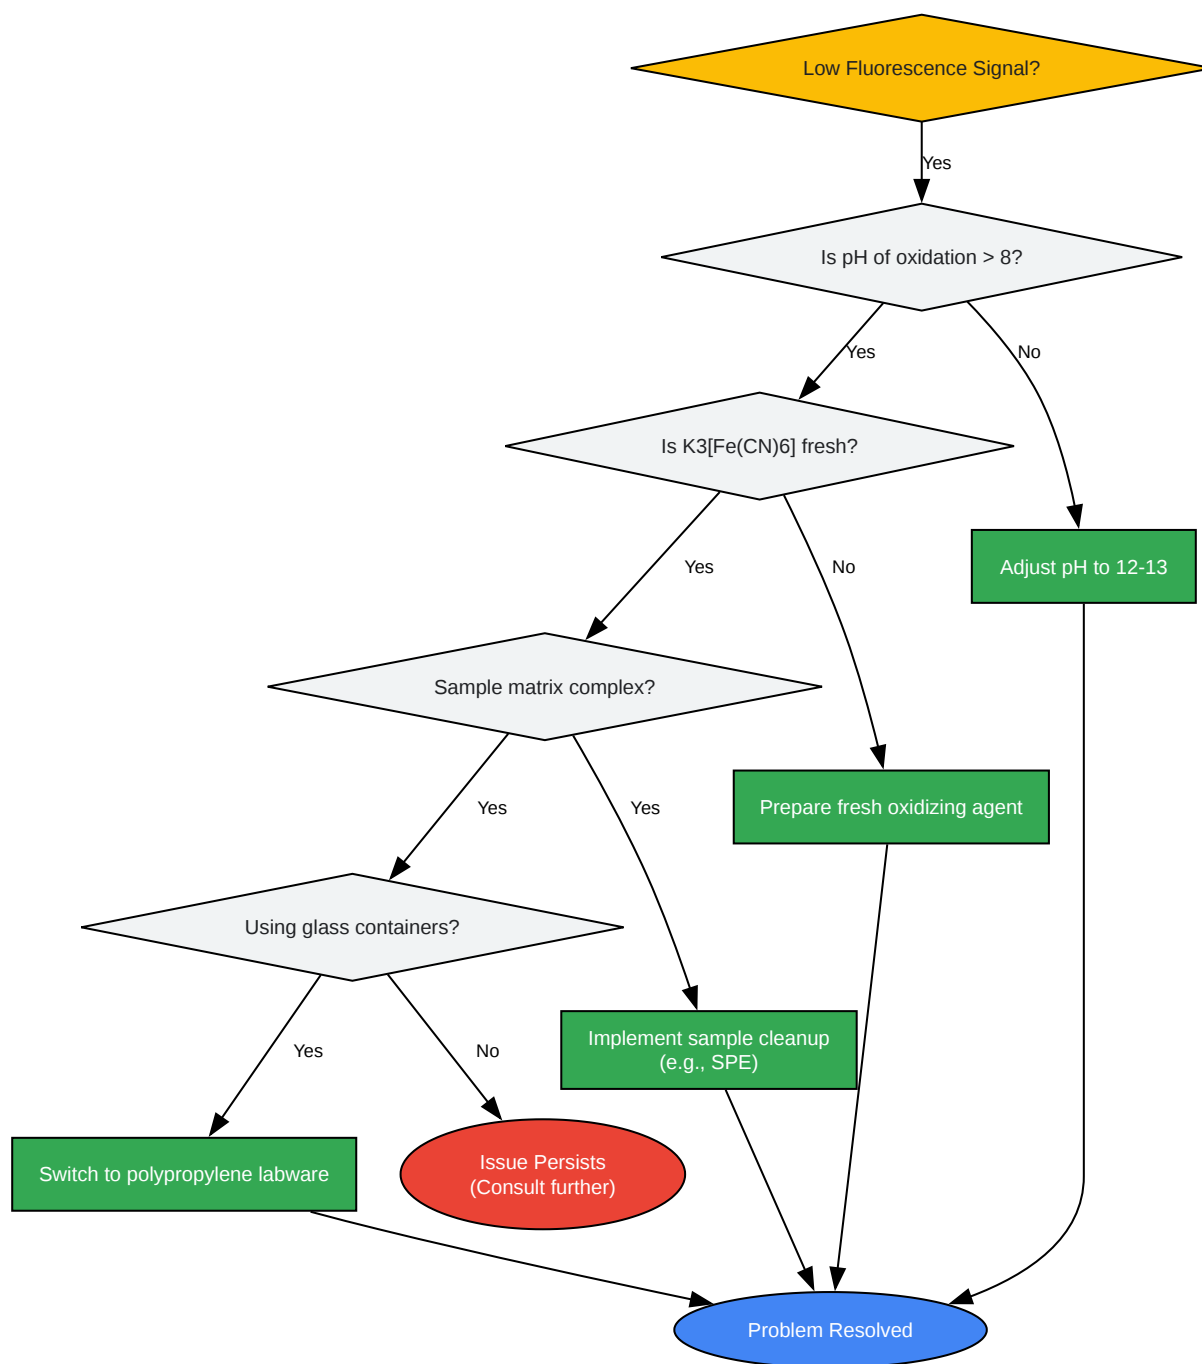 Low Fluorescence Signal?
Yes
Is pH of oxidation > 8?
Yes
No
Is K3[Fe(CN)6] fresh?
Yes
No
Adjust pH to 12-13
Sample matrix complex?
Yes
Yes
Prepare fresh oxidizing agent
Using glass containers?
Yes
No
Implement sample cleanup
(e.g., SPE)
Switch to polypropylene labware
Issue Persists
(Consult further)
Problem Resolved